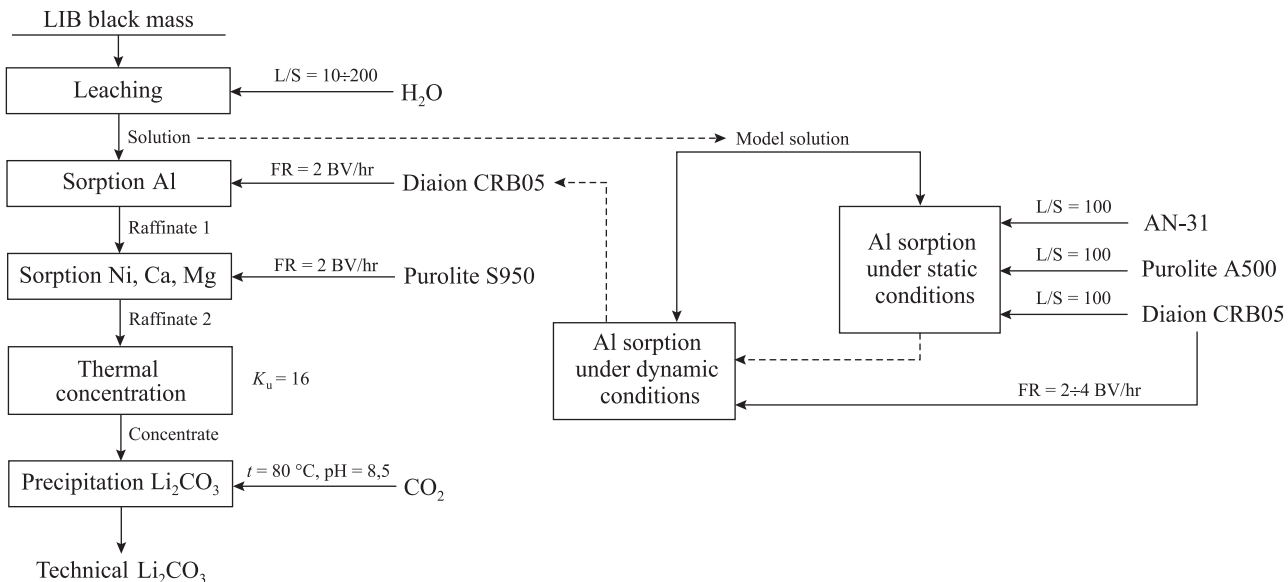 LIB black mass
Leaching
L/S = 10÷200
H₂O
Solution
Model solution
Sorption Al
FR = 2 BV/hr
Diaion CRB05
Raffinate 1
Sorption Ni, Ca, Mg
FR = 2 BV/hr
Purolite S950
Raffinate 2
Thermal
concentration
Kᵤ = 16
Concentrate
Precipitation Li₂CO₃
t = 80 °C, pH = 8,5
CO₂
Technical Li₂CO₃
Al sorption
under static
conditions
L/S = 100
AN-31
L/S = 100
Purolite A500
L/S = 100
Diaion CRB05
Al sorption
under dynamic
conditions
FR = 2÷4 BV/hr